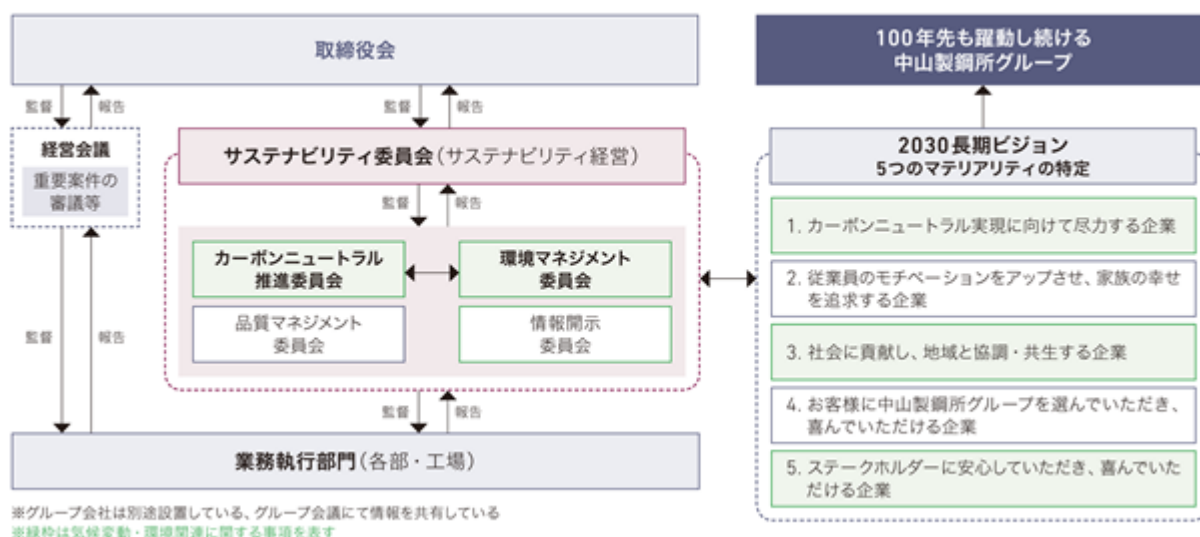 取締役会
監督
報告
監督
報告
経営会議
重要案件の
審議等
サステナビリティ委員会(サステナビリティ経営)
監督
報告
カーボンニュートラル
推進委員会
環境マネジメント
委員会
品質マネジメント
委員会
情報開示
委員会
監督
報告
監督
報告
業務執行部門(各部・工場)
※グループ会社は別途設置している、グループ会議にて情報を共有している
※緑枠は気候変動・環境関連に関する事項を表す
100年先も躍動し続ける
中山製鋼所グループ
2030長期ビジョン
5つのマテリアリティの特定
1. カーボンニュートラル実現に向けて尽力する企業
2. 従業員のモチベーションをアップさせ、家族の幸せ
を追求する企業
3. 社会に貢献し、地域と協調・共生する企業
4. お客様に中山製鋼所グループを選んでいただき、
喜んでいただける企業
5. ステークホルダーに安心していただき、喜んでいた
だける企業